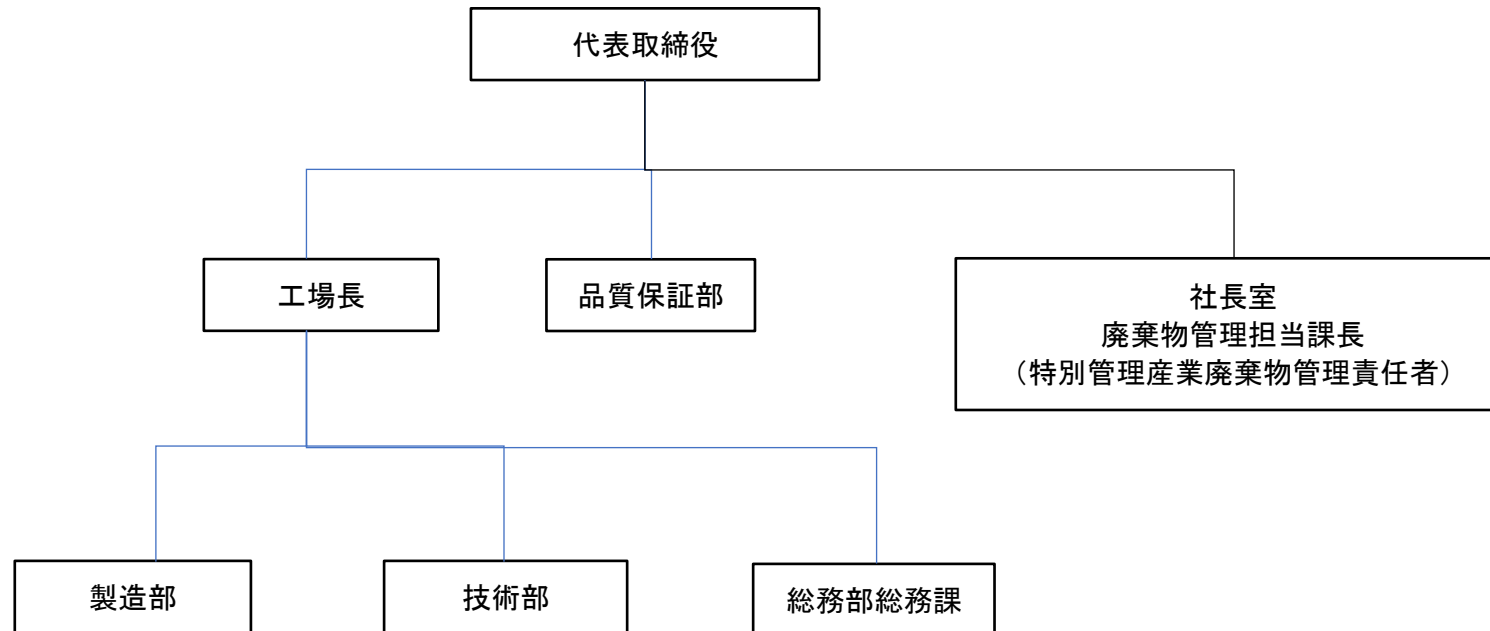 代表取締役
工場長
品質保証部
社長室
廃棄物管理担当課長
（特別管理産業廃棄物管理責任者）
製造部
技術部
総務部総務課